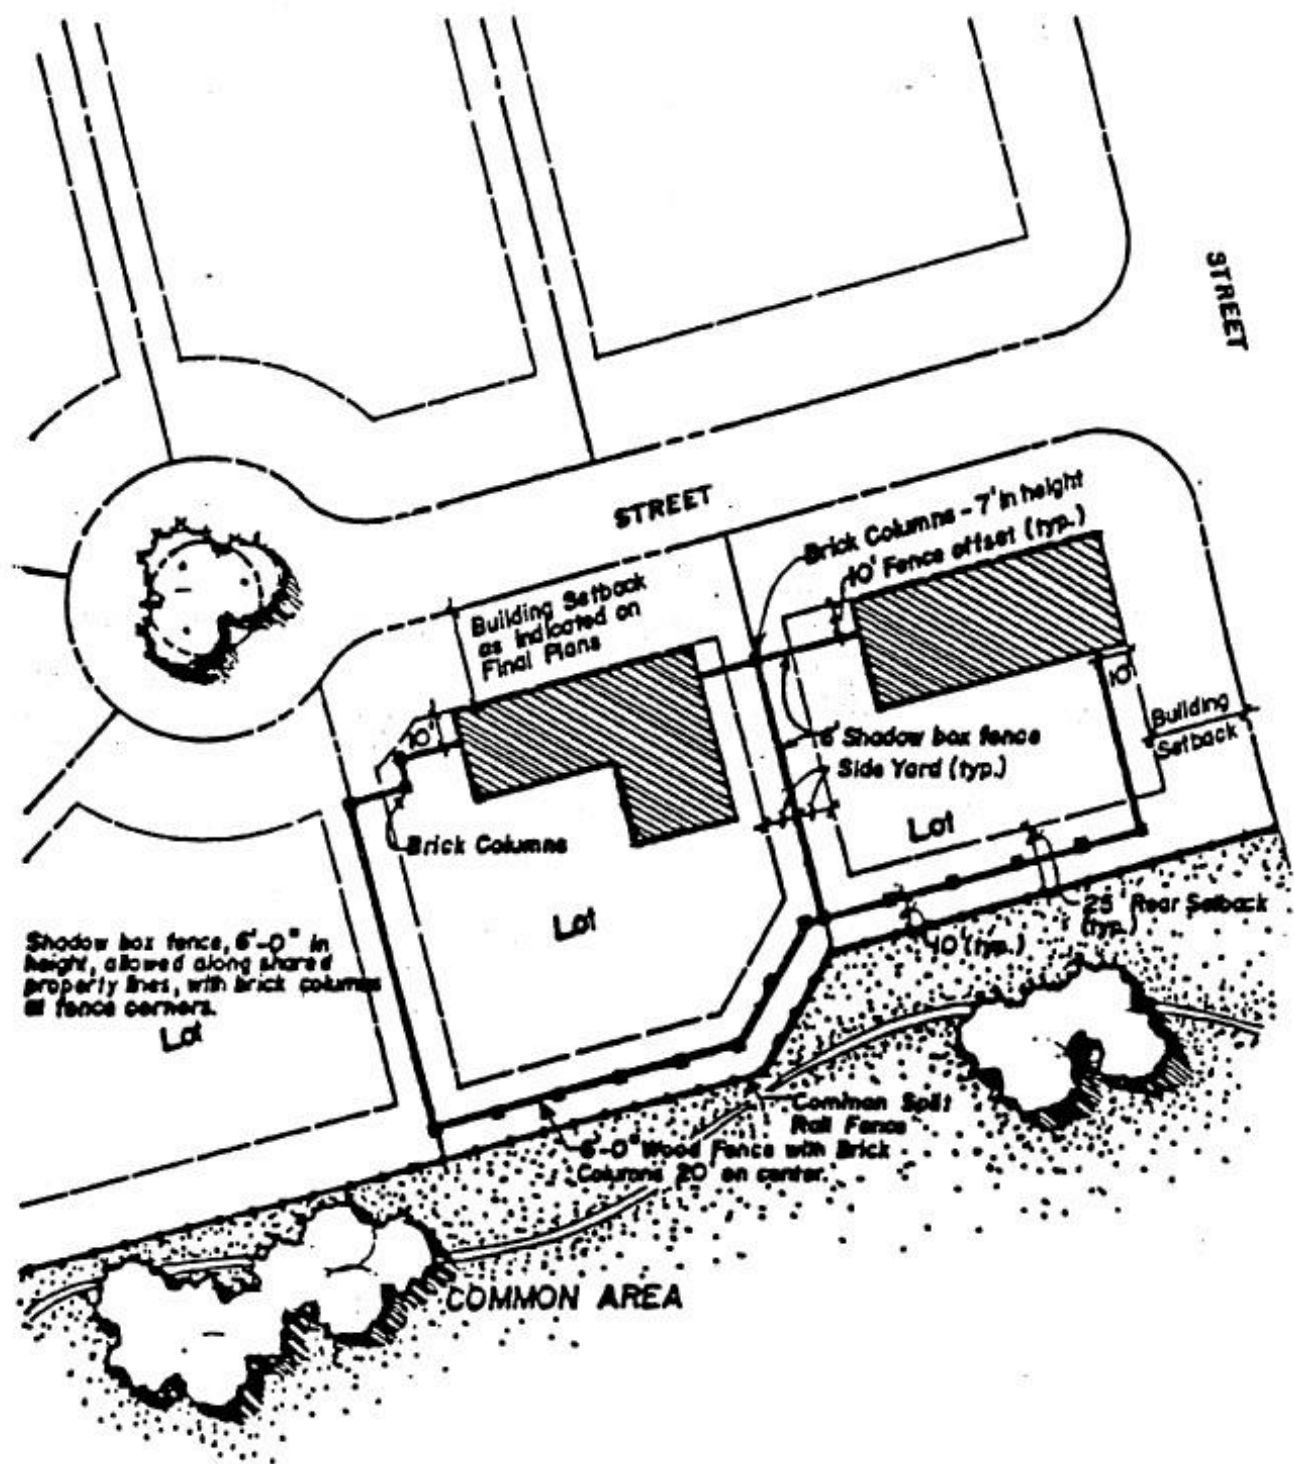 STREET
STREET
Brick Columns - 7' in height
10' Fence offset (typ.)
Building Setback
as indicated on
Final Plans
10'
10'
Building
Setback
6' Shadow box fence
Side Yard (typ.)
Brick Columns
Lot
Lot
25' Rear Setback
(typ.)
10' (typ.)
Shadow box fence, 6'-0" in
height, allowed along shared
property lines, with brick columns
at fence corners.
Lot
Common Split
Rail Fence
6'-0" Wood Fence with Brick
Columns 20' on center.
COMMON AREA